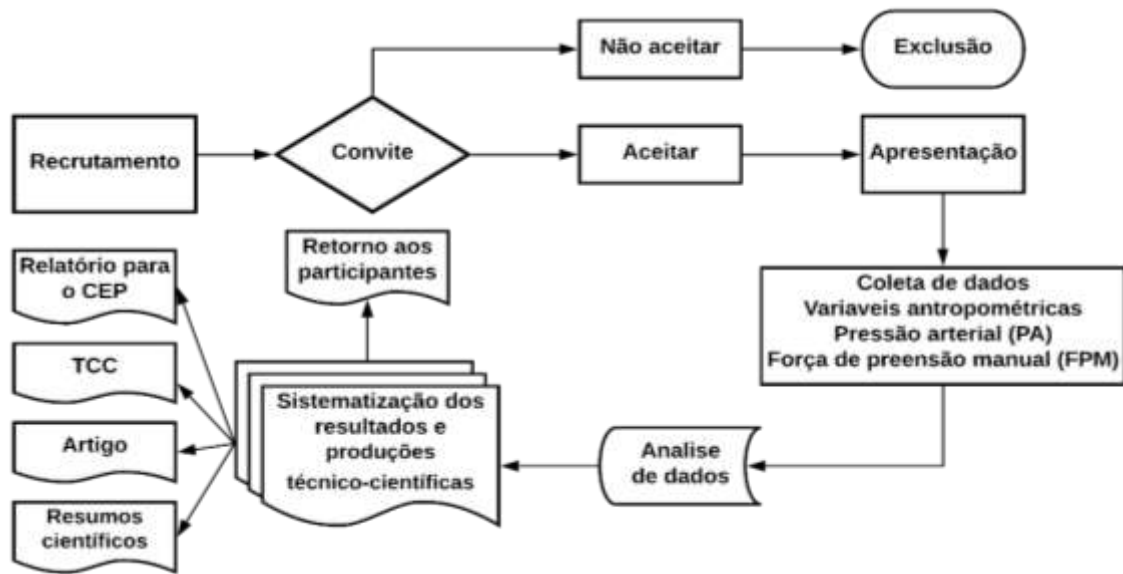 Não aceitar
Exclusão
Recrutamento
Convite
Aceitar
Apresentação
Retorno aos
participantes
Relatório para
o CEP
Coleta de dados
Variaveis antropométricas
Pressão arterial (PA)
Força de preensão manual (FPM)
TCC
Sistematização dos
resultados e
produções
técnico-científicas
Artigo
Analise
de dados
Resumos
científicos